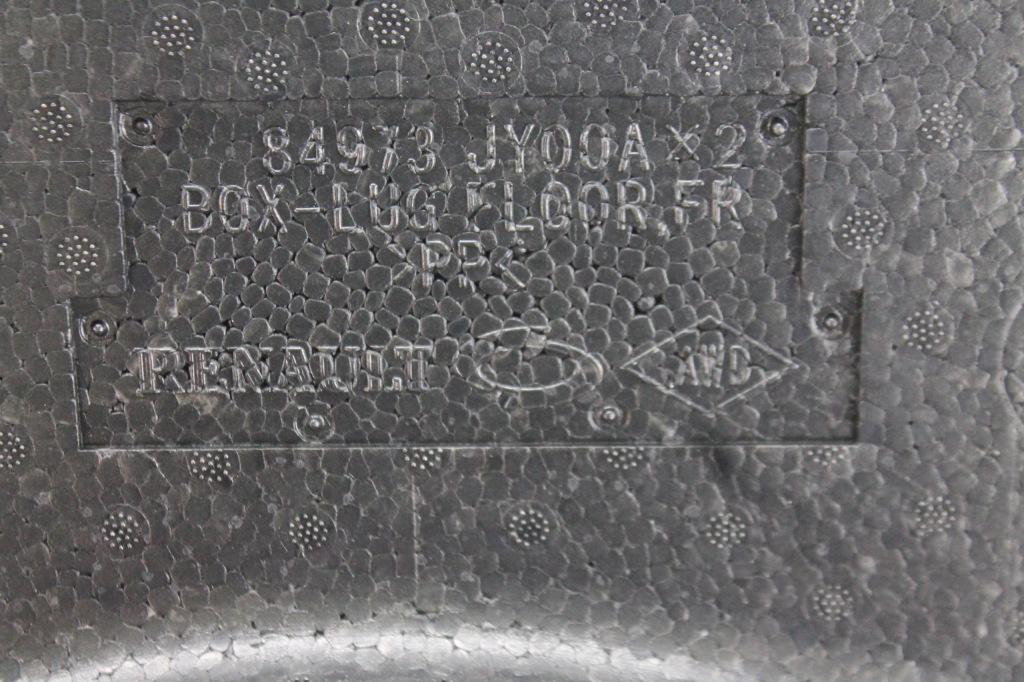 84973 JY00A ×2
BOX-LUG FLOOR,FR
>PP<
RENAULT